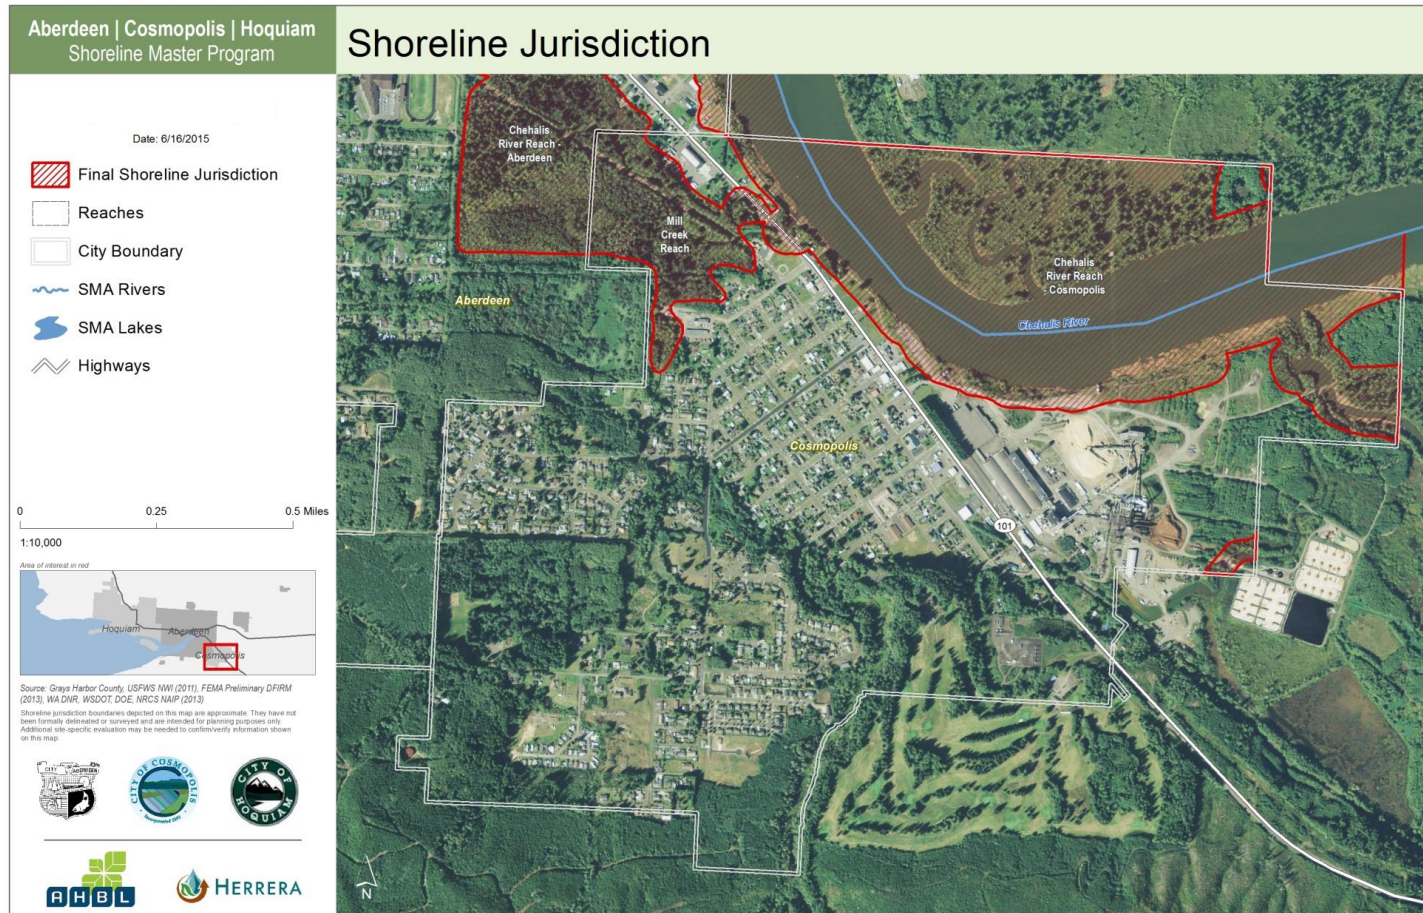 Aberdeen | Cosmopolis | Hoquiam
Shoreline Master Program
Shoreline Jurisdiction
Date: 6/16/2015
Final Shoreline Jurisdiction
Reaches
City Boundary
SMA Rivers
SMA Lakes
Highways
0 0.25 0.5 Miles
1:10,000
Area of interest in red
Hoquiam
Aberdeen
Cosmopolis
Source: Grays Harbor County, USFWS NWI (2011), FEMA Preliminary DFIRM
(2013), WA DNR, WSDOT, DOE, NRCS NAIP (2013)
Shoreline jurisdiction boundaries depicted on this map are approximate. They have not
been formally delineated or surveyed and are intended for planning purposes only.
Additional site-specific evaluation may be needed to confirm/verify information shown
on this map.
CITY ABERDEEN
CITY OF COSMOPOLIS
Incorporated 1891
CITY OF HOQUIAM
AHBL
HERRERA
Chehalis
River Reach -
Aberdeen
Mill
Creek
Reach
Aberdeen
Chehalis
River Reach
- Cosmopolis
Chehalis River
Cosmopolis
101
N